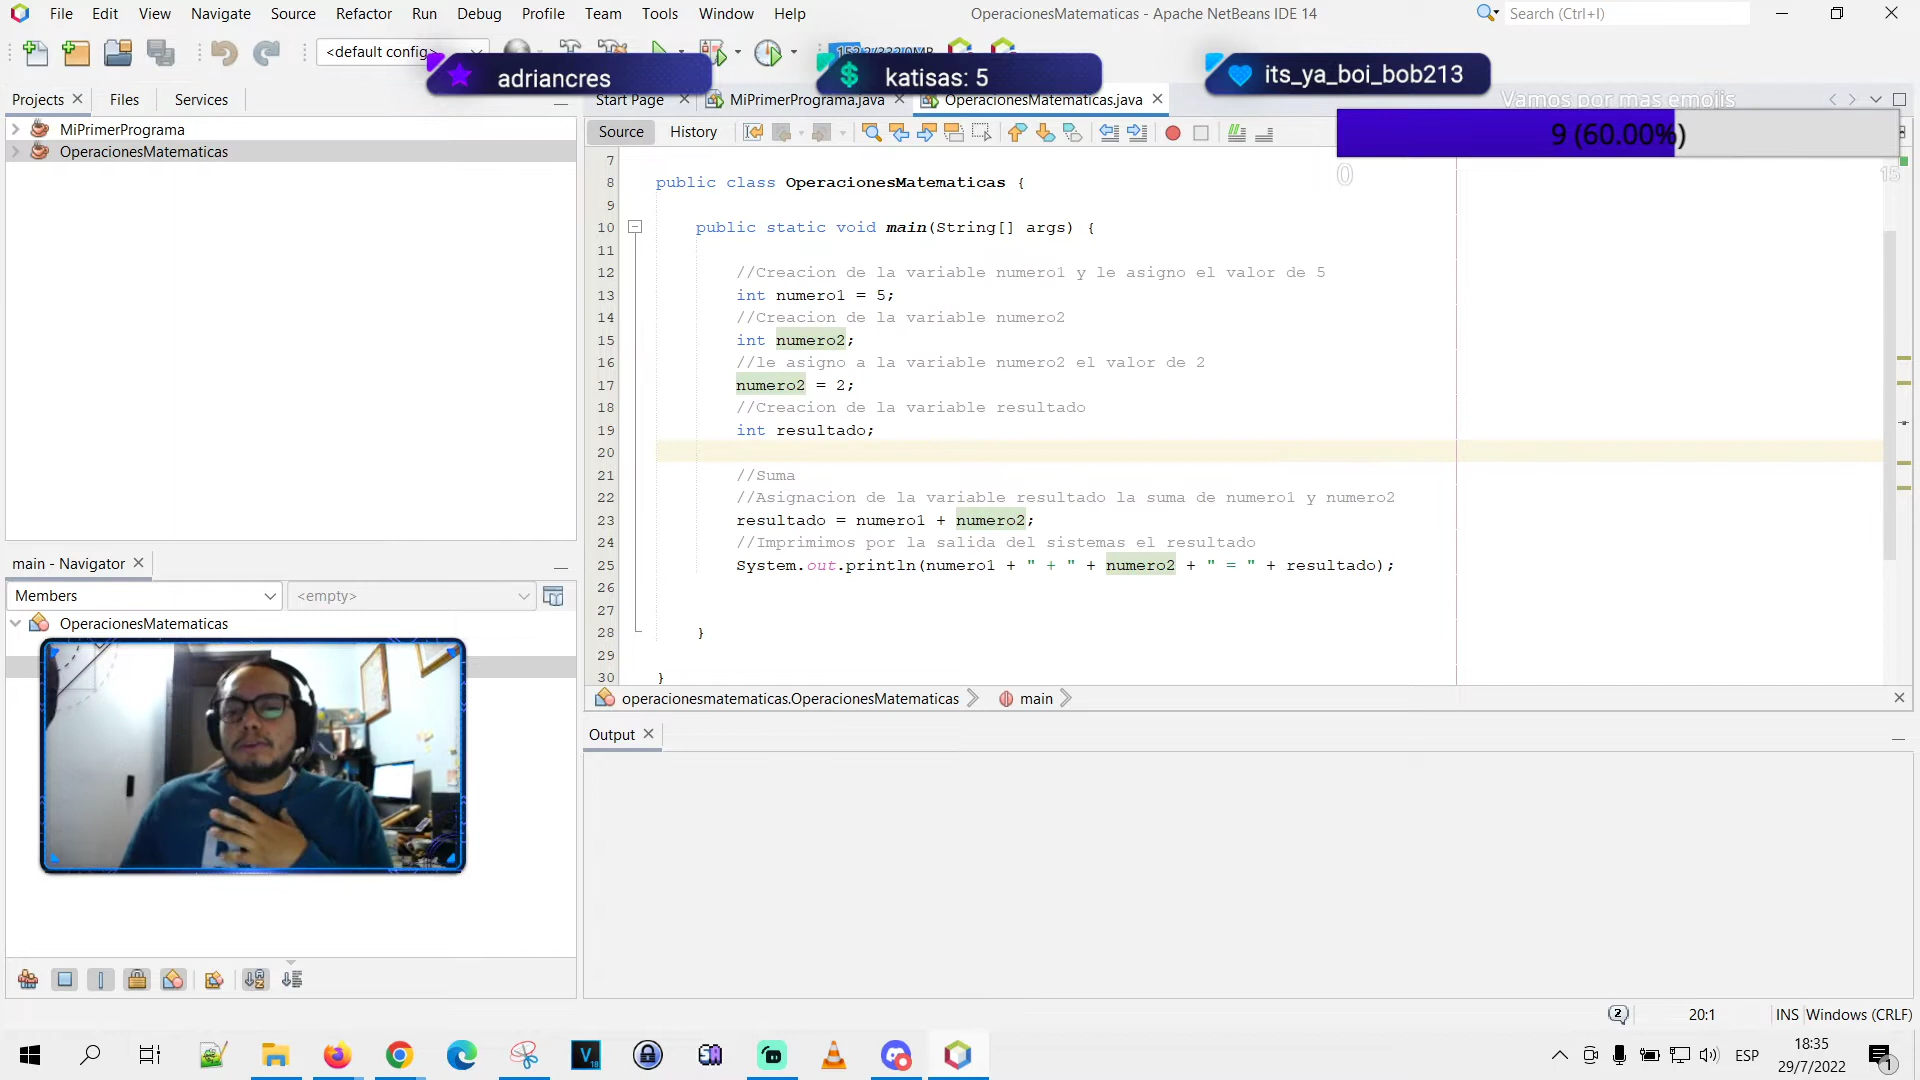 File Edit View Navigate Source Refactor Run Debug Profile Team Tools Window Help
OperacionesMatematicas - Apache NetBeans IDE 14
Search (Ctrl+I)
<default config>
adriancres
katisas: 5
its_ya_boi_bob213
Vamos por mas emojis
9 (60.00%)
0
15
Projects Files Services
Start Page MiPrimerPrograma.java OperacionesMatematicas.java
Source History
MiPrimerPrograma
OperacionesMatematicas
7
8 public class OperacionesMatematicas {
9
10 public static void main(String[] args) {
11
12 //Creacion de la variable numero1 y le asigno el valor de 5
13 int numero1 = 5;
14 //Creacion de la variable numero2
15 int numero2;
16 //le asigno a la variable numero2 el valor de 2
17 numero2 = 2;
18 //Creacion de la variable resultado
19 int resultado;
20
21 //Suma
22 //Asignacion de la variable resultado la suma de numero1 y numero2
23 resultado = numero1 + numero2;
24 //Imprimimos por la salida del sistemas el resultado
25 System.out.println(numero1 + " + " + numero2 + " = " + resultado);
26
27
28 }
29
30 }
operacionesmatematicas.OperacionesMatematicas main
main - Navigator
Members <empty>
OperacionesMatematicas
Output
2 20:1 INS Windows (CRLF)
ESP
18:35
29/7/2022
1